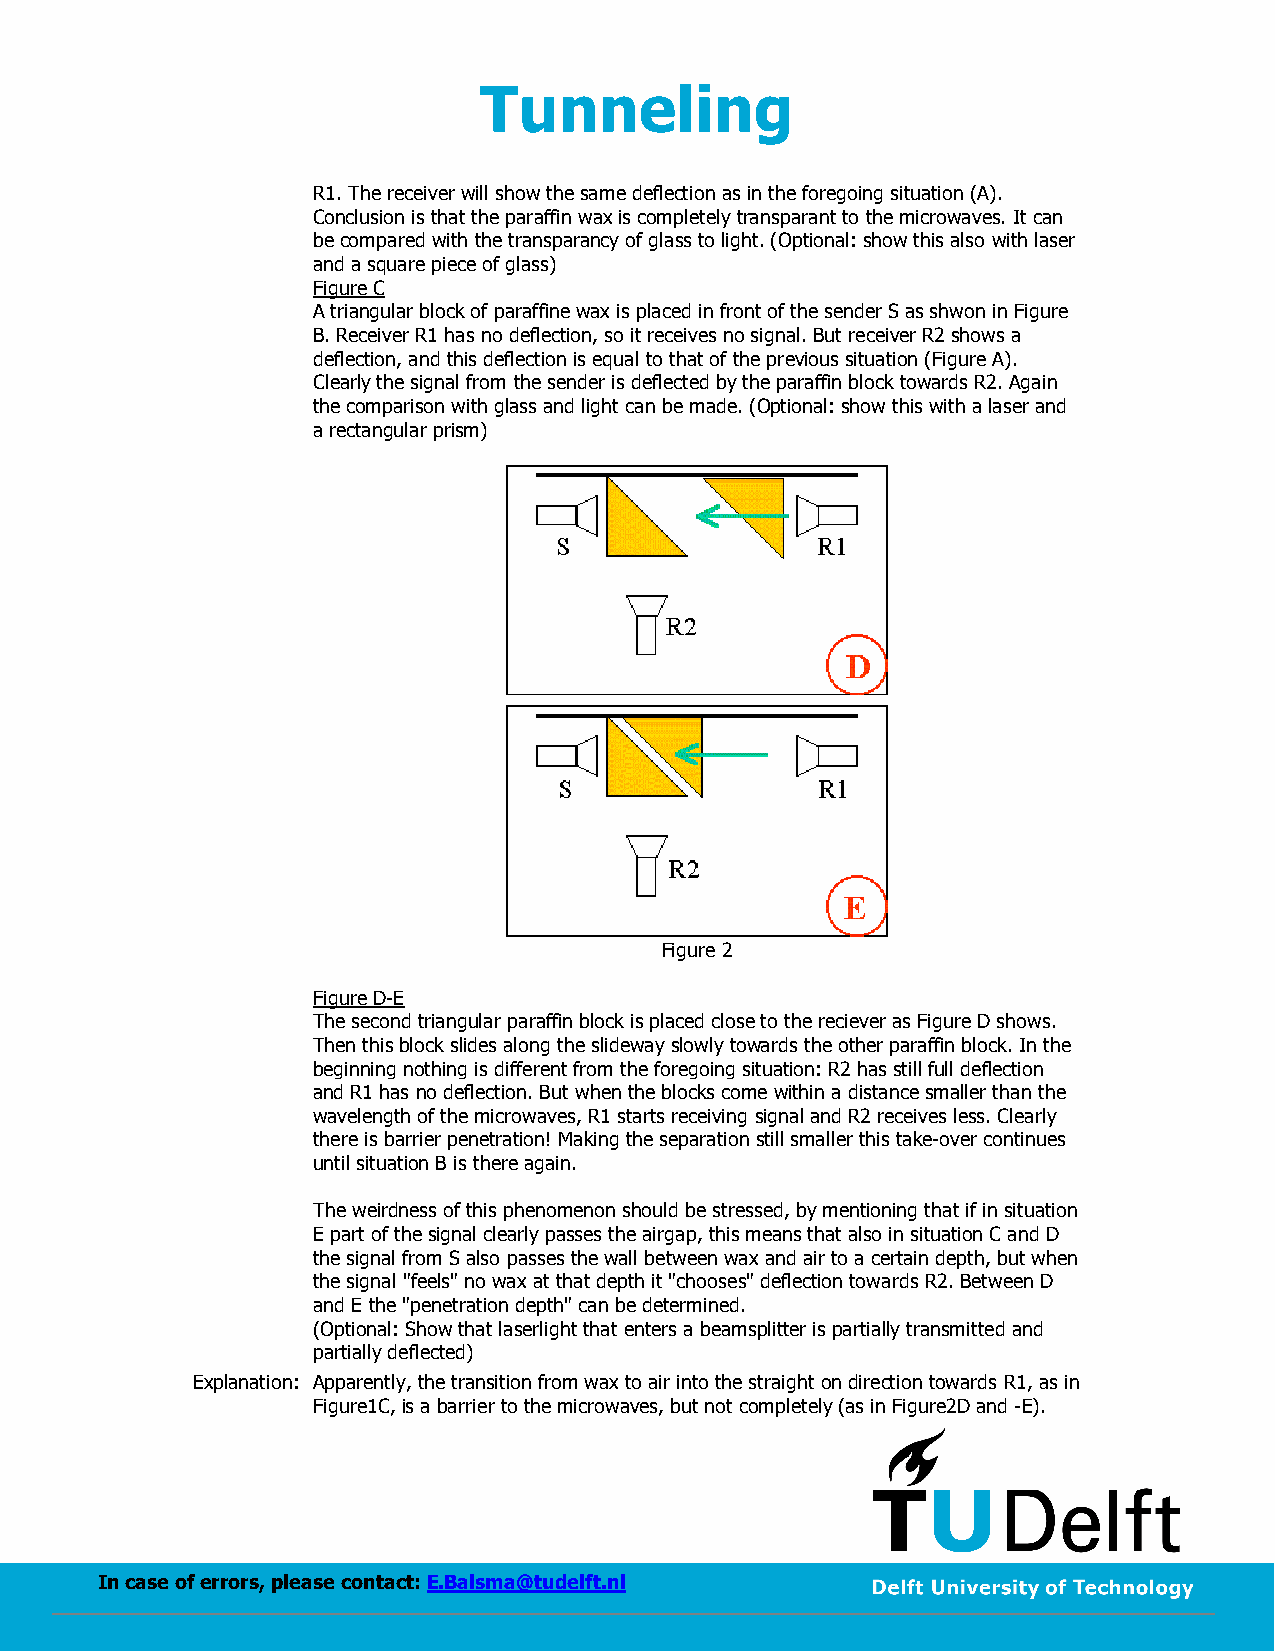 Tunneling
R1. The receiver will show the same deflection as in the foregoing situation (A).
Conclusion is that the paraffin wax is completely transparant to the microwaves. It can
be compared with the transparancy of glass to light. (Optional: show this also with laser
and a square piece of glass)
Figure C
A triangular block of paraffine wax is placed in front of the sender S as shwon in Figure
B. Receiver R1 has no deflection, so it receives no signal. But receiver R2 shows a
deflection, and this deflection is equal to that of the previous situation (Figure A).
Clearly the signal from the sender is deflected by the paraffin block towards R2. Again
the comparison with glass and light can be made. (Optional: show this with a laser and
a rectangular prism)
S R1
R2
D
S R1
R2
E
Figure 2
Figure D-E
The second triangular paraffin block is placed close to the reciever as Figure D shows.
Then this block slides along the slideway slowly towards the other paraffin block. In the
beginning nothing is different from the foregoing situation: R2 has still full deflection
and R1 has no deflection. But when the blocks come within a distance smaller than the
wavelength of the microwaves, R1 starts receiving signal and R2 receives less. Clearly
there is barrier penetration! Making the separation still smaller this take-over continues
until situation B is there again.
The weirdness of this phenomenon should be stressed, by mentioning that if in situation
E part of the signal clearly passes the airgap, this means that also in situation C and D
the signal from S also passes the wall between wax and air to a certain depth, but when
the signal "feels" no wax at that depth it "chooses" deflection towards R2. Between D
and E the "penetration depth" can be determined.
(Optional: Show that laserlight that enters a beamsplitter is partially transmitted and
partially deflected)
Explanation: Apparently, the transition from wax to air into the straight on direction towards R1, as in
Figure1C, is a barrier to the microwaves, but not completely (as in Figure2D and -E).
TUDelft
In case of errors, please contact: E.Balsma@tudelft.nl
Delft University of Technology